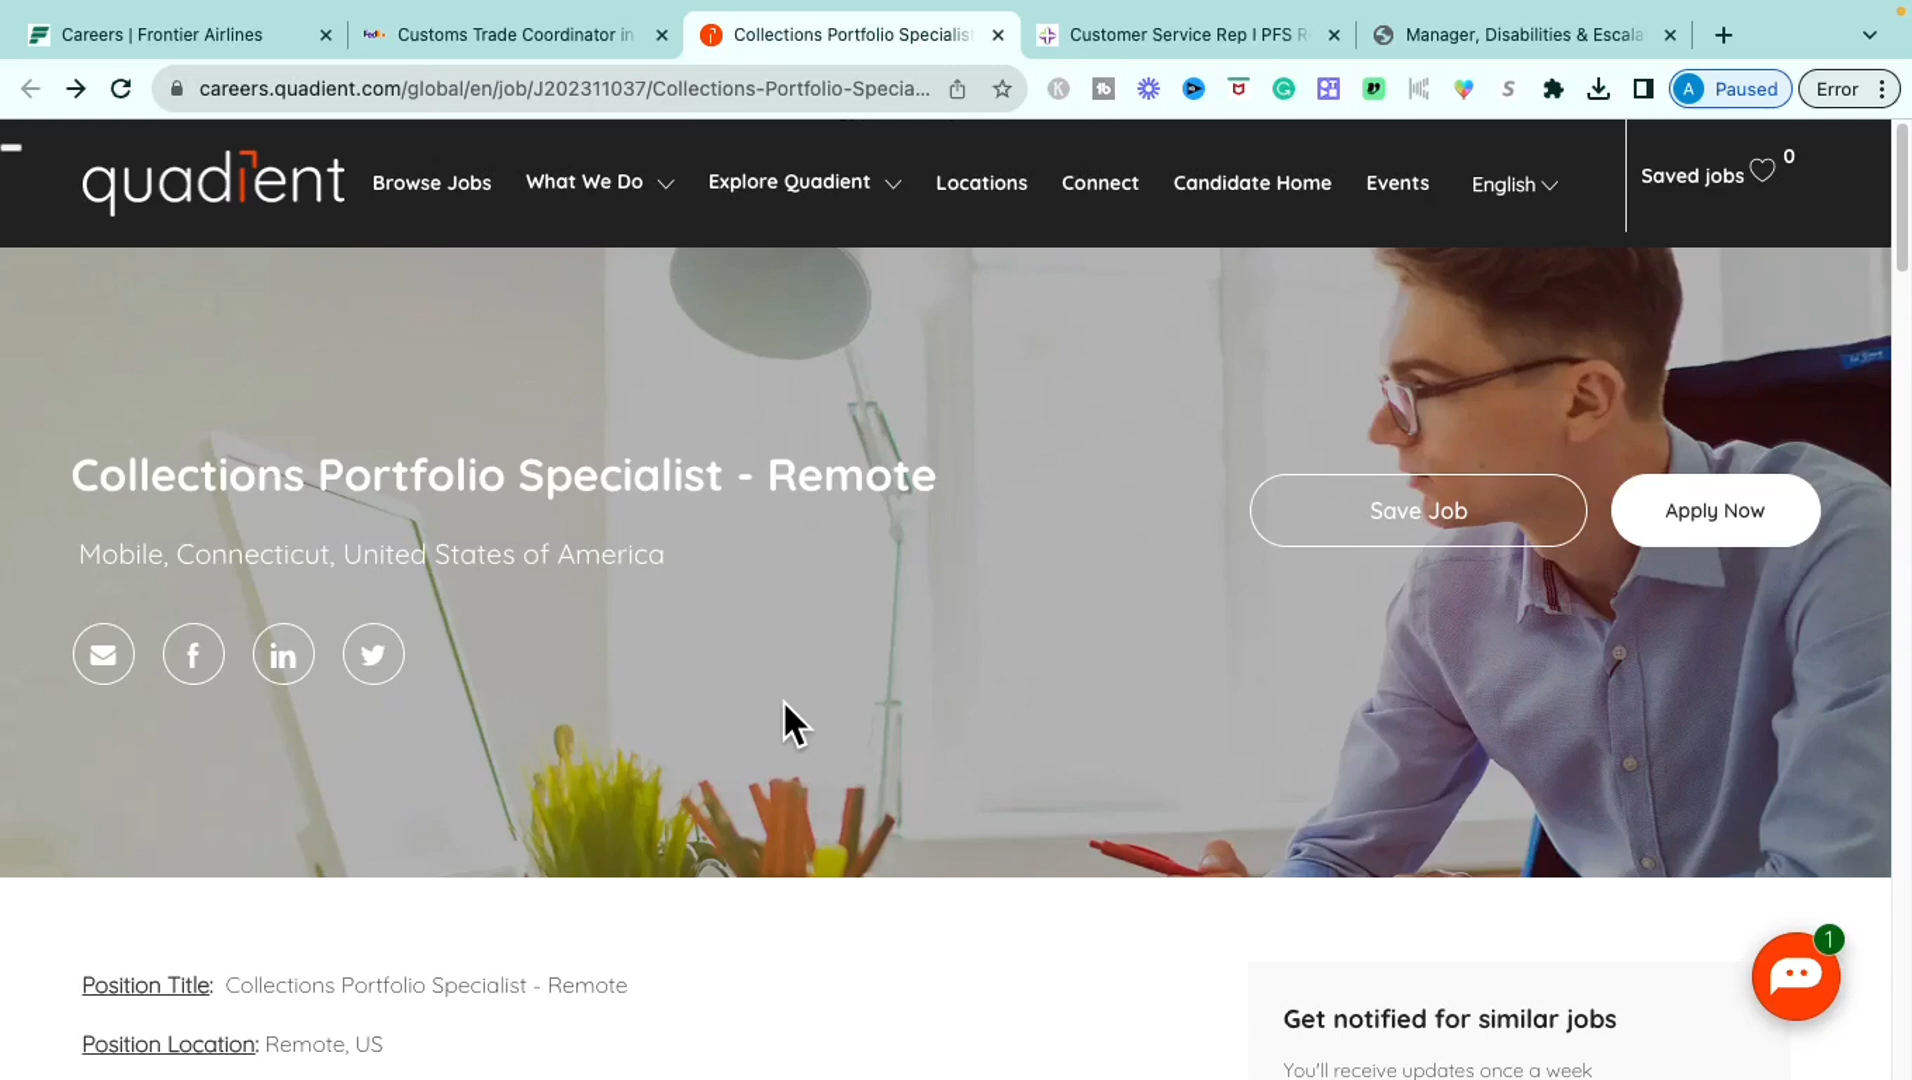 Careers | Frontier Airlines
FedEx Customs Trade Coordinator in
Collections Portfolio Specialist
Customer Service Rep I PFS R
Manager, Disabilities & Escala
careers.quadient.com/global/en/job/J202311037/Collections-Portfolio-Specia...
A Paused
Error
quadient
Browse Jobs
What We Do
Explore Quadient
Locations
Connect
Candidate Home
Events
English
Saved jobs 0
Collections Portfolio Specialist - Remote
Mobile, Connecticut, United States of America
Save Job
Apply Now
1
Position Title: Collections Portfolio Specialist - Remote
Position Location: Remote, US
Get notified for similar jobs
You'll receive updates once a week